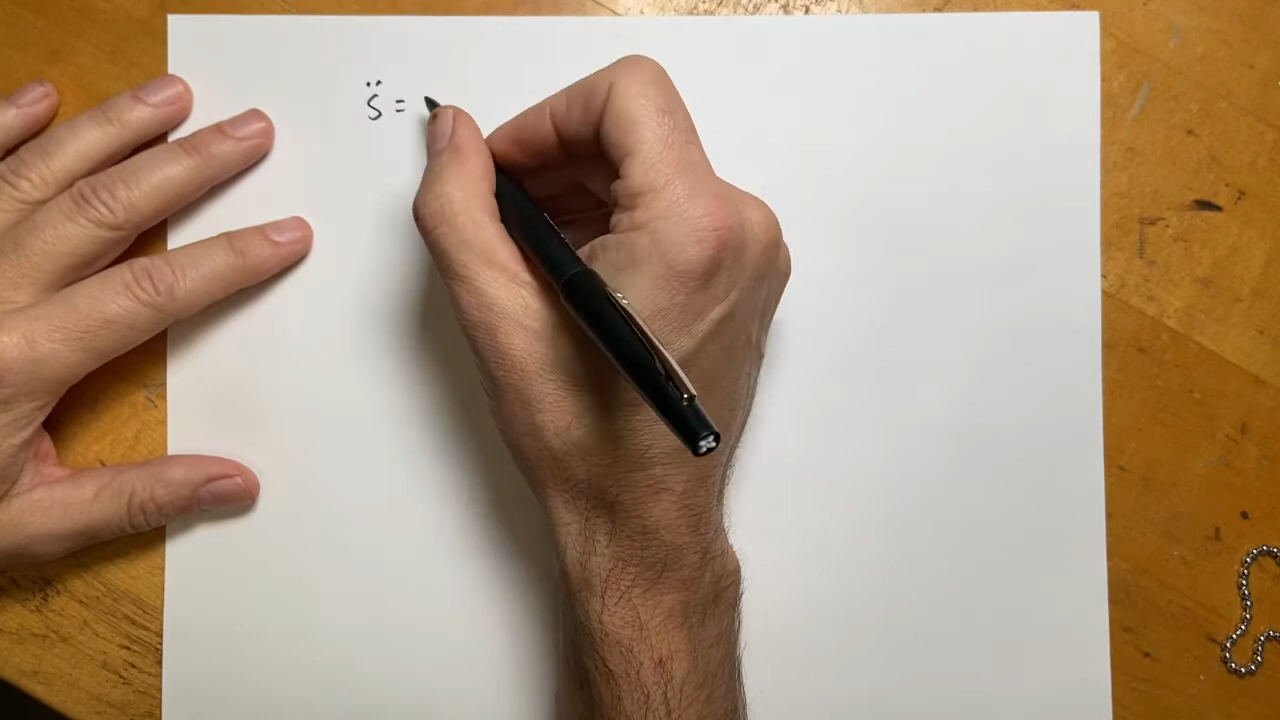 s̈ =